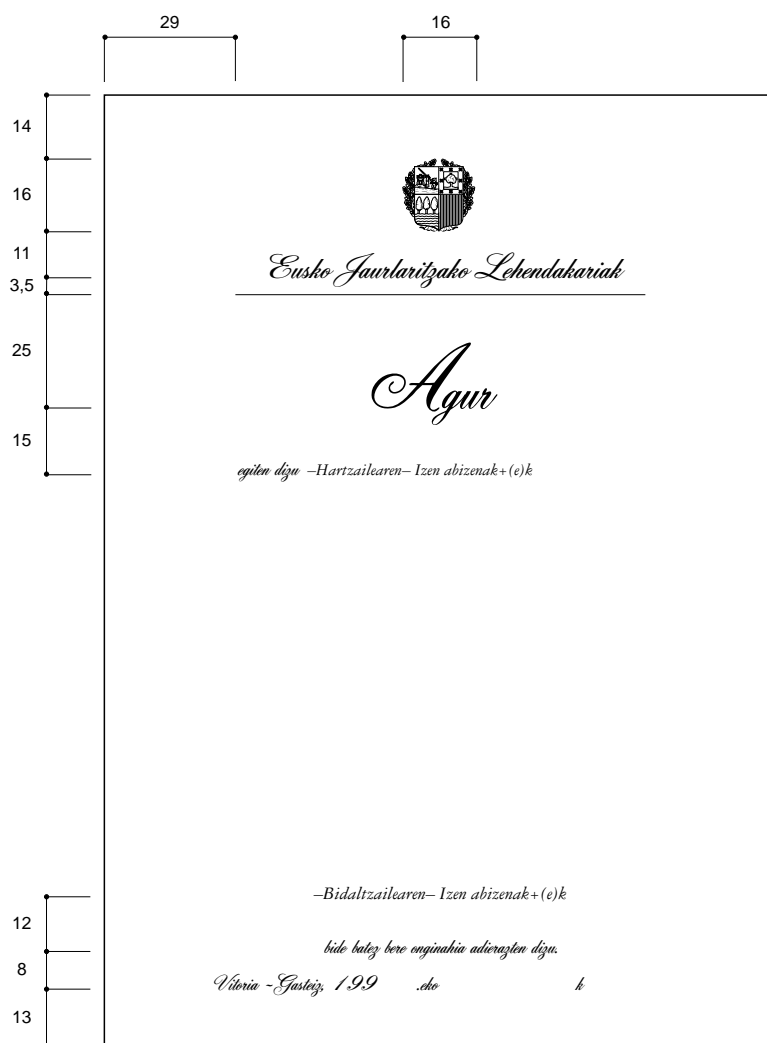 29 16
14
16
11
Eusko Jaurlaritzako Lehendakariak
3,5
25
Agur
15
egiten dizu –Hartzailearen– Izen abizenak+(e)k
–Bidaltzailearen– Izen abizenak+(e)k
12
bide batez bere onginahia adierazten dizu.
8
Vitoria-Gasteiz, 199 .eko k
13